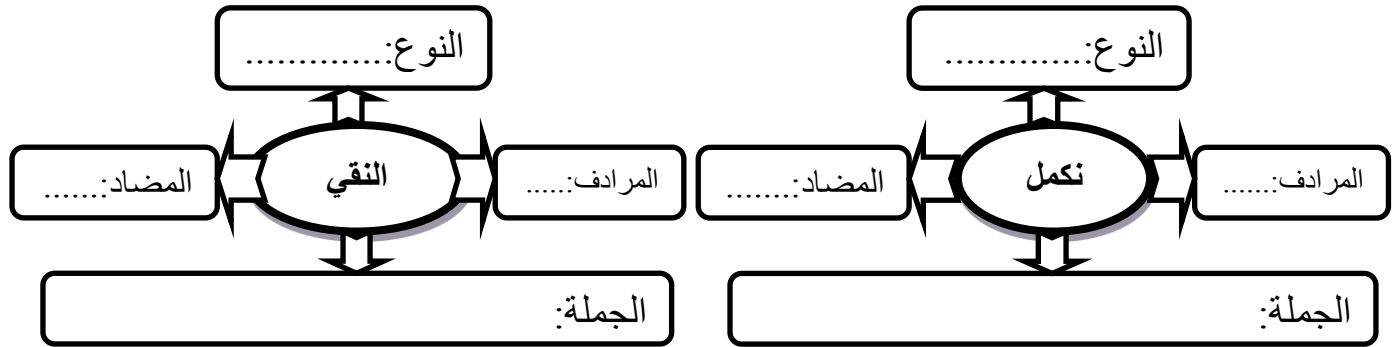 النوع:.............
النوع:.............
المرادف:......
نكمل
المضاد:........
المرادف:.....
النقي
المضاد:.......
الجملة:
الجملة: